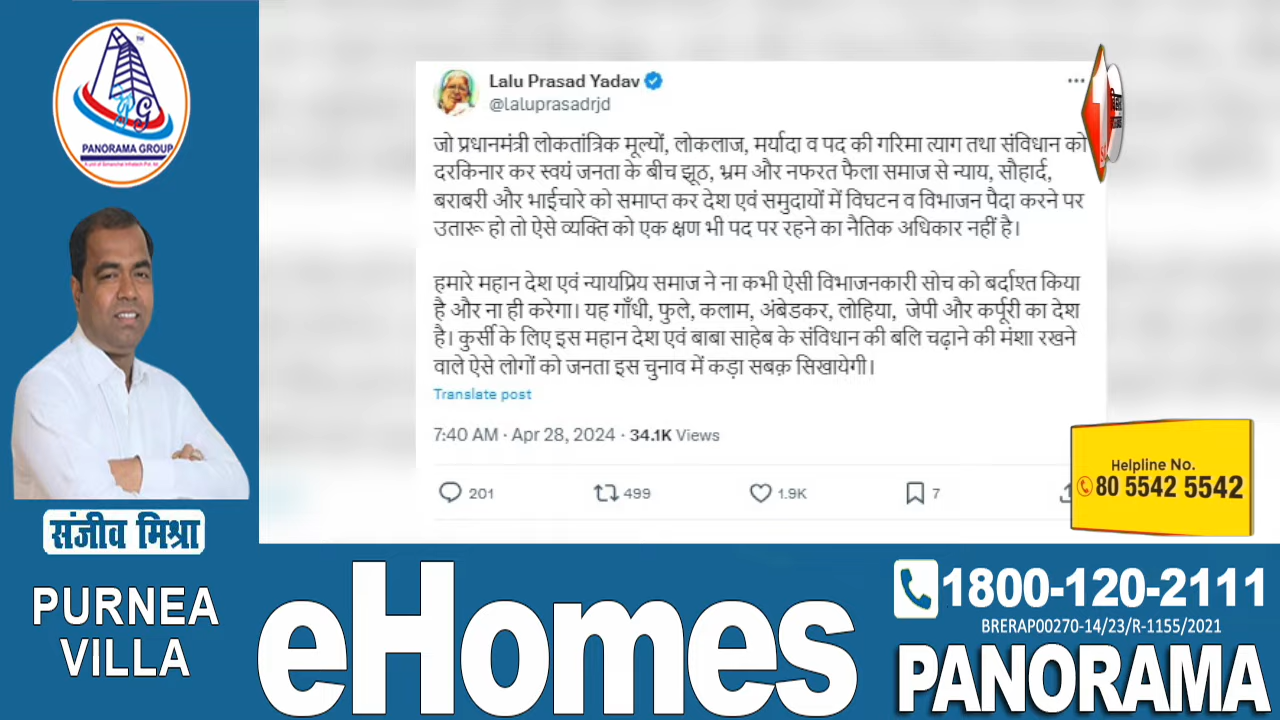 PANORAMA GROUP
Lalu Prasad Yadav
@laluprasadrjd
जो प्रधानमंत्री लोकतांत्रिक मूल्यों, लोकलाज, मर्यादा व पद की गरिमा त्याग तथा संविधान को
दरकिनार कर स्वयं जनता के बीच झूठ, भ्रम और नफरत फैला समाज से न्याय, सौहार्द,
बराबरी और भाईचारे को समाप्त कर देश एवं समुदायों में विघटन व विभाजन पैदा करने पर
उतारू हो तो ऐसे व्यक्ति को एक क्षण भी पद पर रहने का नैतिक अधिकार नहीं है।
हमारे महान देश एवं न्यायप्रिय समाज ने ना कभी ऐसी विभाजनकारी सोच को बर्दाश्त किया
है और ना ही करेगा। यह गाँधी, फुले, कलाम, अंबेडकर, लोहिया, जेपी और कर्पूरी का देश
है। कुर्सी के लिए इस महान देश एवं बाबा साहेब के संविधान की बलि चढ़ाने की मंशा रखने
वाले ऐसे लोगों को जनता इस चुनाव में कड़ा सबक़ सिखायेगी।
Translate post
7:40 AM · Apr 28, 2024 · 34.1K Views
201 499 1.9K 7
Helpline No.
80 5542 5542
संजीव मिश्रा
PURNEA
VILLA
eHomes
1800-120-2111
BRERAP00270-14/23/R-1155/2021
PANORAMA